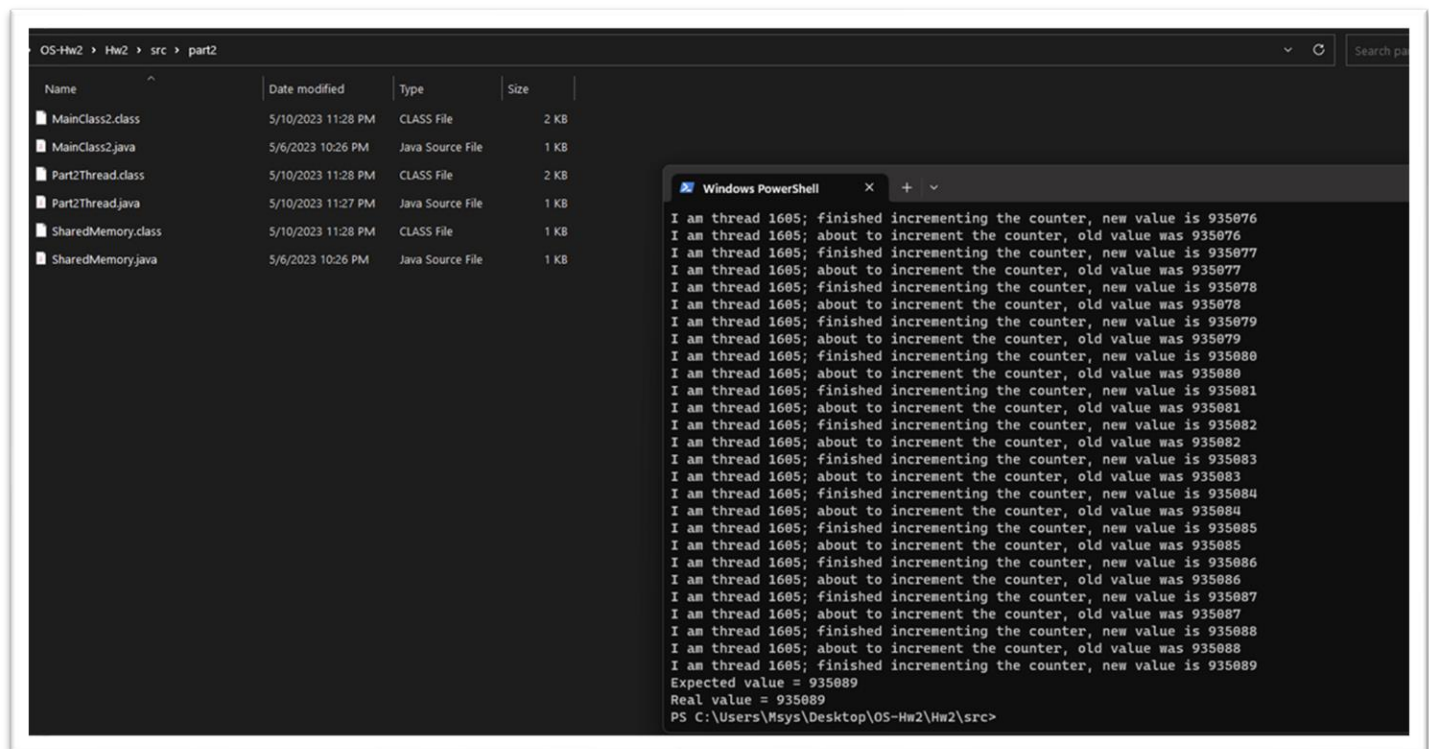 OS-Hw2 › Hw2 › src › part2
Search pa
Name Date modified Type Size
MainClass2.class 5/10/2023 11:28 PM CLASS File 2 KB
MainClass2.java 5/6/2023 10:26 PM Java Source File 1 KB
Part2Thread.class 5/10/2023 11:28 PM CLASS File 2 KB
Part2Thread.java 5/10/2023 11:27 PM Java Source File 1 KB
SharedMemory.class 5/10/2023 11:28 PM CLASS File 1 KB
SharedMemory.java 5/6/2023 10:26 PM Java Source File 1 KB
Windows PowerShell
I am thread 1605; finished incrementing the counter, new value is 935076
I am thread 1605; about to increment the counter, old value was 935076
I am thread 1605; finished incrementing the counter, new value is 935077
I am thread 1605; about to increment the counter, old value was 935077
I am thread 1605; finished incrementing the counter, new value is 935078
I am thread 1605; about to increment the counter, old value was 935078
I am thread 1605; finished incrementing the counter, new value is 935079
I am thread 1605; about to increment the counter, old value was 935079
I am thread 1605; finished incrementing the counter, new value is 935080
I am thread 1605; about to increment the counter, old value was 935080
I am thread 1605; finished incrementing the counter, new value is 935081
I am thread 1605; about to increment the counter, old value was 935081
I am thread 1605; finished incrementing the counter, new value is 935082
I am thread 1605; about to increment the counter, old value was 935082
I am thread 1605; finished incrementing the counter, new value is 935083
I am thread 1605; about to increment the counter, old value was 935083
I am thread 1605; finished incrementing the counter, new value is 935084
I am thread 1605; about to increment the counter, old value was 935084
I am thread 1605; finished incrementing the counter, new value is 935085
I am thread 1605; about to increment the counter, old value was 935085
I am thread 1605; finished incrementing the counter, new value is 935086
I am thread 1605; about to increment the counter, old value was 935086
I am thread 1605; finished incrementing the counter, new value is 935087
I am thread 1605; about to increment the counter, old value was 935087
I am thread 1605; finished incrementing the counter, new value is 935088
I am thread 1605; about to increment the counter, old value was 935088
I am thread 1605; finished incrementing the counter, new value is 935089
Expected value = 935089
Real value = 935089
PS C:\Users\Msys\Desktop\OS-Hw2\Hw2\src>